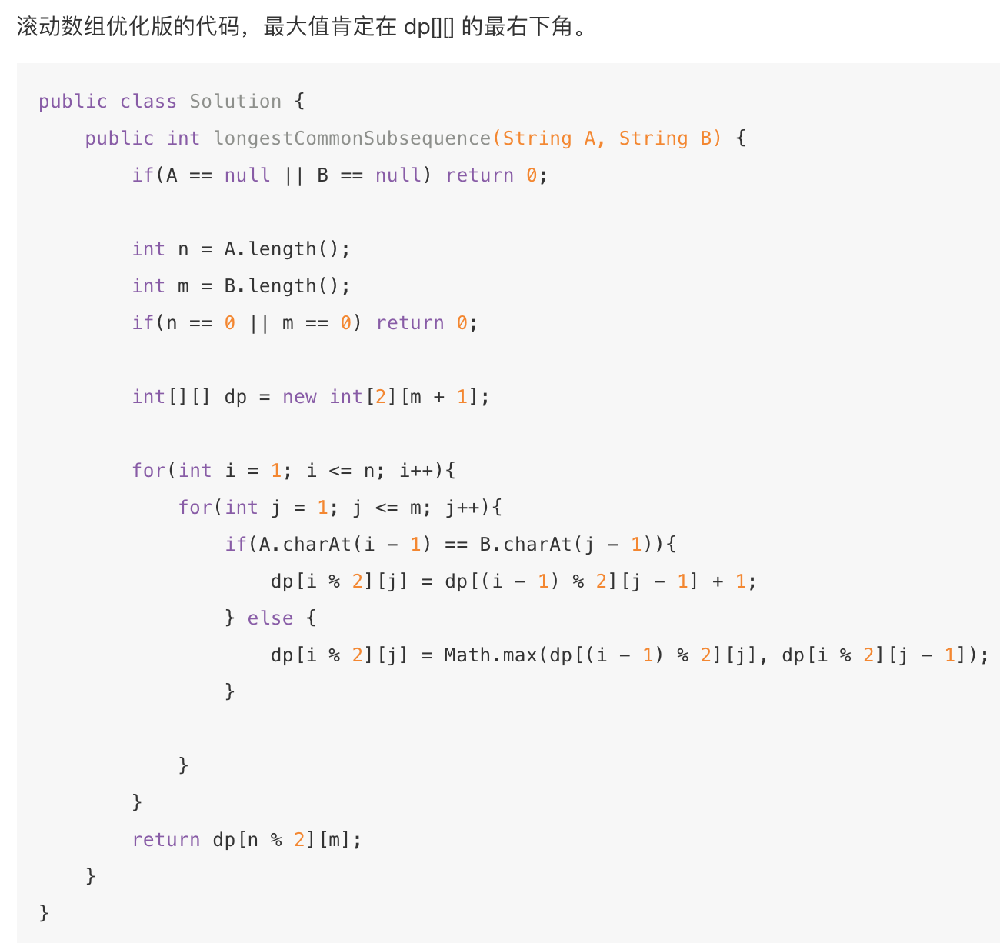 滚动数组优化版的代码，最大值肯定在 dp[][] 的最右下角。
public class Solution {
    public int longestCommonSubsequence(String A, String B) {
        if(A == null || B == null) return 0;
        int n = A.length();
        int m = B.length();
        if(n == 0 || m == 0) return 0;
        int[][] dp = new int[2][m + 1];
        for(int i = 1; i <= n; i++){
            for(int j = 1; j <= m; j++){
                if(A.charAt(i - 1) == B.charAt(j - 1)){
                    dp[i % 2][j] = dp[(i - 1) % 2][j - 1] + 1;
                } else {
                    dp[i % 2][j] = Math.max(dp[(i - 1) % 2][j], dp[i % 2][j - 1]);
                }
            }
        }
        return dp[n % 2][m];
    }
}